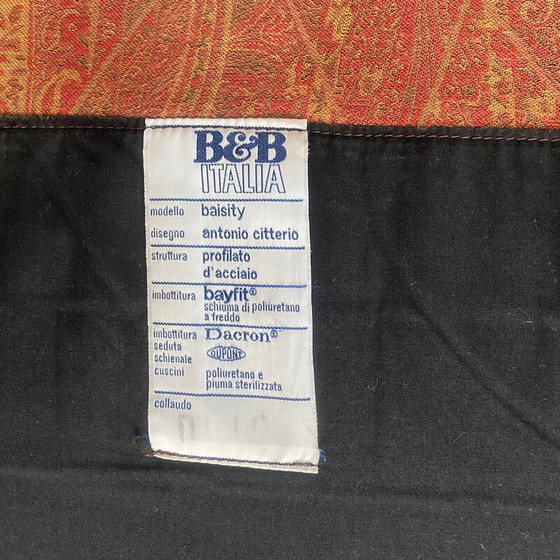 B&B
ITALIA
modello baisity
disegno antonio citterio
struttura profilato
d'acciaio
imbottitura bayfit®
schiuma di poliuretano
a freddo
imbottitura Dacron®
seduta DUPONT
schienale
cuscini poliuretano e
piuma sterilizzata
collaudo